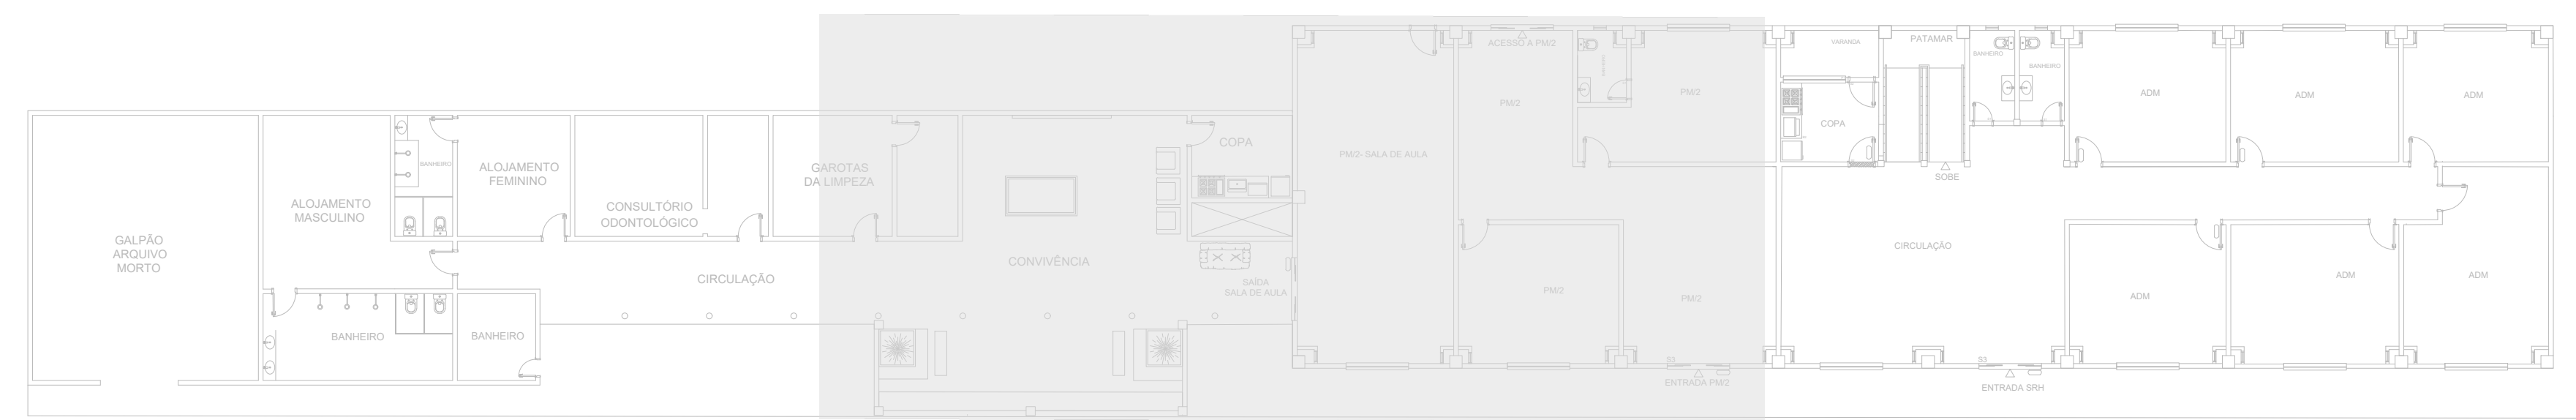 GALPÃO
ARQUIVO
MORTO
ALOJAMENTO
MASCULINO
BANHEIRO
BANHEIRO
ALOJAMENTO
FEMININO
BANHEIRO
CONSULTÓRIO
ODONTOLÓGICO
CIRCULAÇÃO
GAROTAS
DA LIMPEZA
CONVIVÊNCIA
COPA
SAÍDA
SALA DE AULA
PM/2- SALA DE AULA
ACESSO A PM/2
PM/2
PM/2
PM/2
PM/2
S3
ENTRADA PM/2
VARANDA
PATAMAR
COPA
SOBE
BANHEIRO
BANHEIRO
CIRCULAÇÃO
S3
ENTRADA SRH
ADM
ADM
ADM
ADM
ADM
ADM